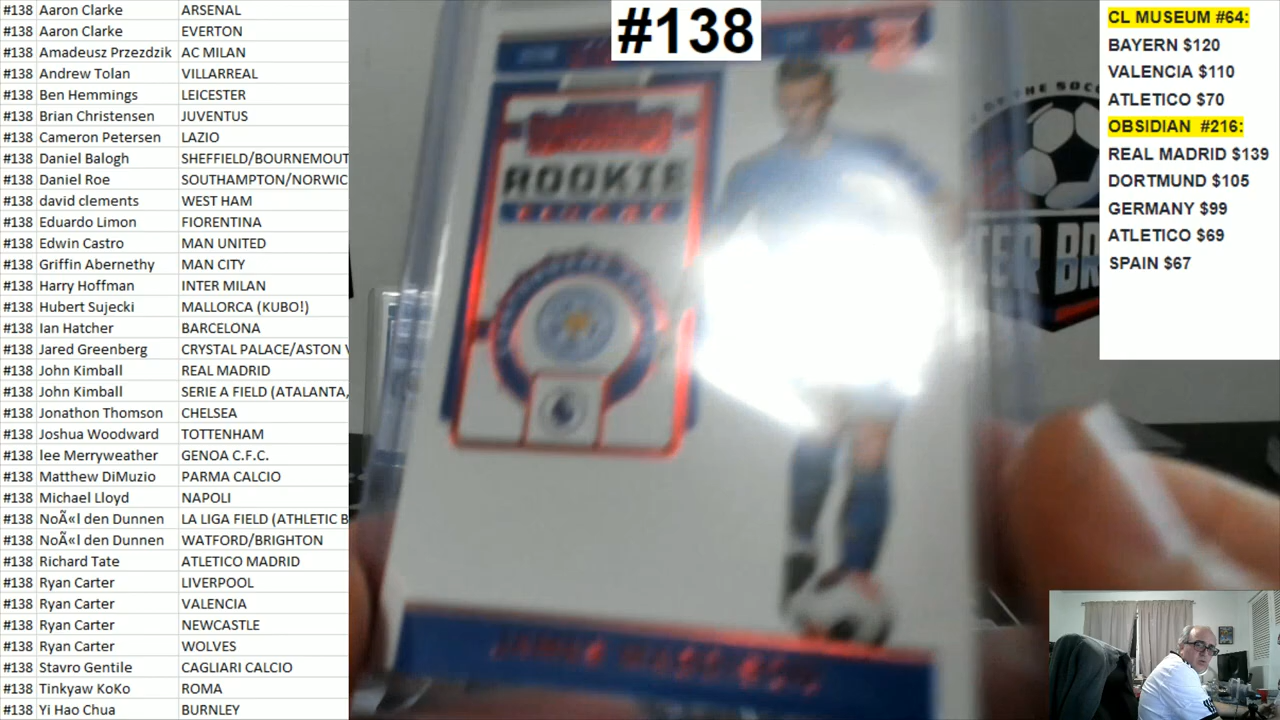 #138 Aaron Clarke ARSENAL
#138 Aaron Clarke EVERTON
#138 Amadeusz Przedzdzik AC MILAN
#138 Andrew Tolan VILLARREAL
#138 Ben Hemmings LEICESTER
#138 Brian Christensen JUVENTUS
#138 Cameron Petersen LAZIO
#138 Daniel Balogh SHEFFIELD/BOURNEMOUT
#138 Daniel Roe SOUTHAMPTON/NORWIC
#138 david clements WEST HAM
#138 Eduardo Limon FIORENTINA
#138 Edwin Castro MAN UNITED
#138 Griffin Abernethy MAN CITY
#138 Harry Hoffman INTER MILAN
#138 Hubert Sujecki MALLORCA (KUBO!)
#138 Ian Hatcher BARCELONA
#138 Jared Greenberg CRYSTAL PALACE/ASTON V
#138 John Kimball REAL MADRID
#138 John Kimball SERIE A FIELD (ATALANTA,
#138 Jonathon Thomson CHELSEA
#138 Joshua Woodward TOTTENHAM
#138 lee Merryweather GENOA C.F.C.
#138 Matthew DiMuzio PARMA CALCIO
#138 Michael Lloyd NAPOLI
#138 NoÃ«l den Dunnen LA LIGA FIELD (ATHLETIC B
#138 NoÃ«l den Dunnen WATFORD/BRIGHTON
#138 Richard Tate ATLETICO MADRID
#138 Ryan Carter LIVERPOOL
#138 Ryan Carter VALENCIA
#138 Ryan Carter NEWCASTLE
#138 Ryan Carter WOLVES
#138 Stavro Gentile CAGLIARI CALCIO
#138 Tinkyaw KoKo ROMA
#138 Yi Hao Chua BURNLEY
#138
ROOKIE
OF THE SOCC
CER BR
CL MUSEUM #64:
BAYERN $120
VALENCIA $110
ATLETICO $70
OBSIDIAN #216:
REAL MADRID $139
DORTMUND $105
GERMANY $99
ATLETICO $69
SPAIN $67